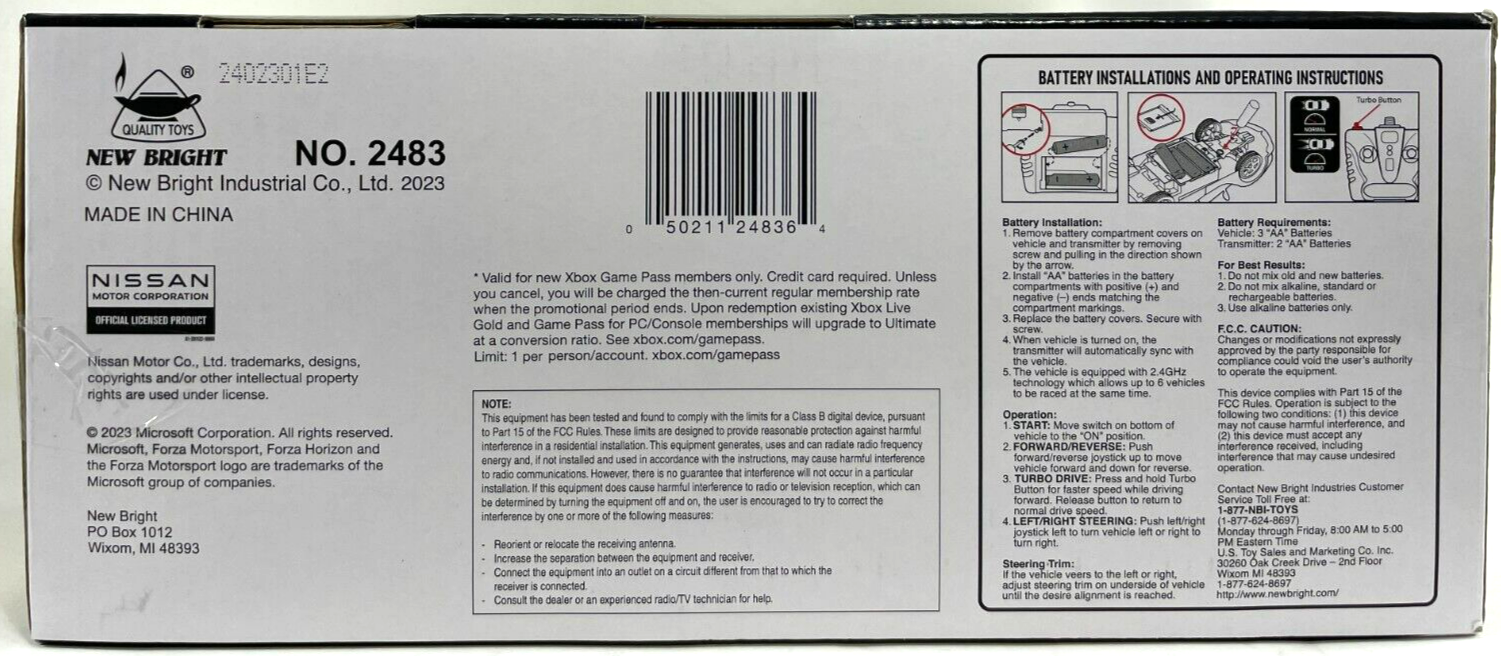 2402301E2
®
QUALITY TOYS
NEW BRIGHT
NO. 2483
© New Bright Industrial Co., Ltd. 2023
MADE IN CHINA
NISSAN
MOTOR CORPORATION
OFFICIAL LICENSED PRODUCT
Nissan Motor Co., Ltd. trademarks, designs,
copyrights and/or other intellectual property
rights are used under license.
© 2023 Microsoft Corporation. All rights reserved.
Microsoft, Forza Motorsport, Forza Horizon and
the Forza Motorsport logo are trademarks of the
Microsoft group of companies.
New Bright
PO Box 1012
Wixom, MI 48393
0 50211 24836 4
* Valid for new Xbox Game Pass members only. Credit card required. Unless
you cancel, you will be charged the then-current regular membership rate
when the promotional period ends. Upon redemption existing Xbox Live
Gold and Game Pass for PC/Console memberships will upgrade to Ultimate
at a conversion ratio. See xbox.com/gamepass.
Limit: 1 per person/account. xbox.com/gamepass
NOTE:
This equipment has been tested and found to comply with the limits for a Class B digital device, pursuant
to Part 15 of the FCC Rules. These limits are designed to provide reasonable protection against harmful
interference in a residential installation. This equipment generates, uses and can radiate radio frequency
energy and, if not installed and used in accordance with the instructions, may cause harmful interference
to radio communications. However, there is no guarantee that interference will not occur in a particular
installation. If this equipment does cause harmful interference to radio or television reception, which can
be determined by turning the equipment off and on, the user is encouraged to try to correct the
interference by one or more of the following measures:
- Reorient or relocate the receiving antenna.
- Increase the separation between the equipment and receiver.
- Connect the equipment into an outlet on a circuit different from that to which the
receiver is connected.
- Consult the dealer or an experienced radio/TV technician for help.
BATTERY INSTALLATIONS AND OPERATING INSTRUCTIONS
NORMAL
TURBO
Turbo Button
Battery Installation:
1. Remove battery compartment covers on
vehicle and transmitter by removing
screw and pulling in the direction shown
by the arrow.
2. Install "AA" batteries in the battery
compartments with positive (+) and
negative (–) ends matching the
compartment markings.
3. Replace the battery covers. Secure with
screw.
4. When vehicle is turned on, the
transmitter will automatically sync with
the vehicle.
5. The vehicle is equipped with 2.4GHz
technology which allows up to 6 vehicles
to be raced at the same time.
Operation:
1. START: Move switch on bottom of
vehicle to the "ON" position.
2. FORWARD/REVERSE: Push
forward/reverse joystick up to move
vehicle forward and down for reverse.
3. TURBO DRIVE: Press and hold Turbo
Button for faster speed while driving
forward. Release button to return to
normal drive speed.
4. LEFT/RIGHT STEERING: Push left/right
joystick left to turn vehicle left or right to
turn right.
Steering Trim:
If the vehicle veers to the left or right,
adjust steering trim on underside of vehicle
until the desire alignment is reached.
Battery Requirements:
Vehicle: 3 "AA" Batteries
Transmitter: 2 "AA" Batteries
For Best Results:
1. Do not mix old and new batteries.
2. Do not mix alkaline, standard or
rechargeable batteries.
3. Use alkaline batteries only.
F.C.C. CAUTION:
Changes or modifications not expressly
approved by the party responsible for
compliance could void the user's authority
to operate the equipment.
This device complies with Part 15 of the
FCC Rules. Operation is subject to the
following two conditions: (1) this device
may not cause harmful interference, and
(2) this device must accept any
interference received, including
interference that may cause undesired
operation.
Contact New Bright Industries Customer
Service Toll Free at:
1-877-NBI-TOYS
(1-877-624-8697)
Monday through Friday, 8:00 AM to 5:00
PM Eastern Time
U.S. Toy Sales and Marketing Co. Inc.
30260 Oak Creek Drive – 2nd Floor
Wixom MI 48393
1-877-624-8697
http://www.newbright.com/